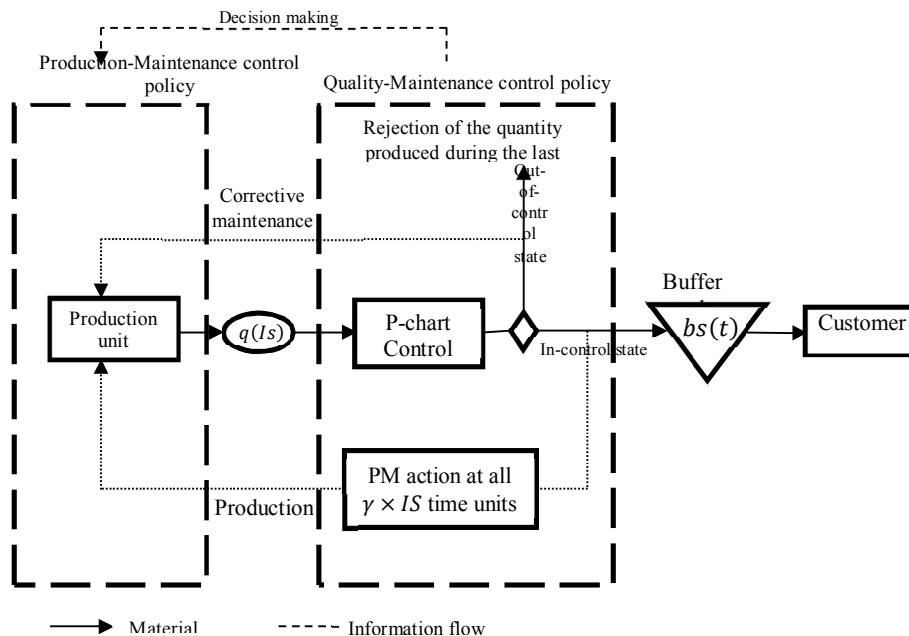 Decision making
Production-Maintenance control
policy
Quality-Maintenance control policy
Rejection of the quantity
produced during the last
Out-
of-
contr
ol
state
Corrective
maintenance
Production
unit
q(Is)
P-chart
Control
In-control state
Buffer
bs(t)
Customer
PM action at all
γ × IS time units
Production
Material
Information flow